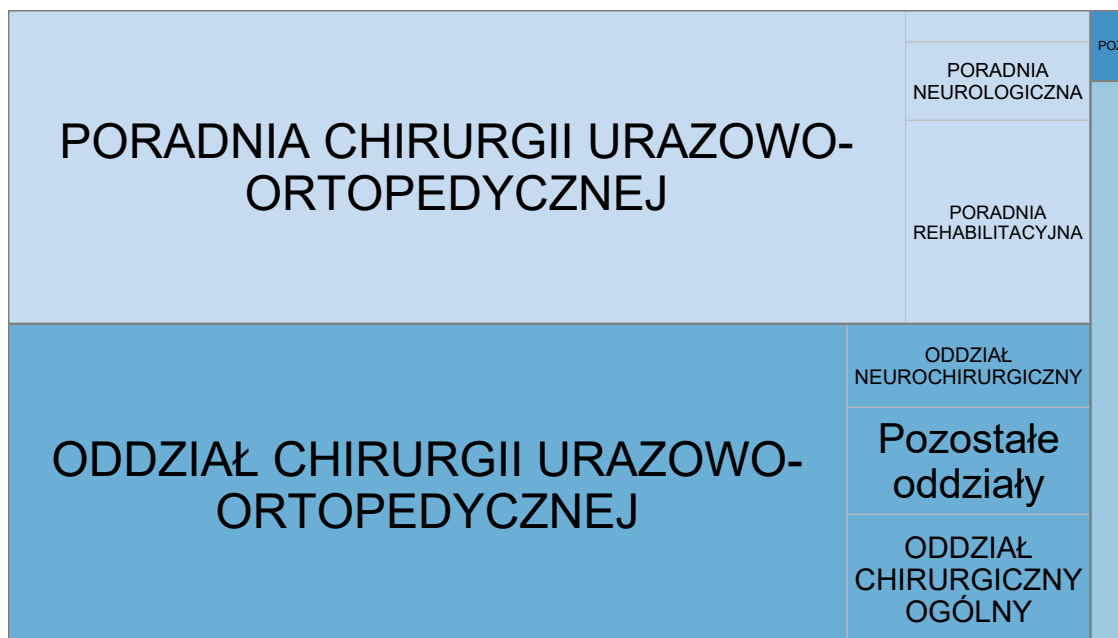 PORADNIA CHIRURGII URAZOWO-
ORTOPEDYCZNEJ
PORADNIA
NEUROLOGICZNA
PORADNIA
REHABILITACYJNA
ODDZIAŁ CHIRURGII URAZOWO-
ORTOPEDYCZNEJ
ODDZIAŁ
NEUROCHIRURGICZNY
Pozostałe
oddziały
ODDZIAŁ
CHIRURGICZNY
OGÓLNY